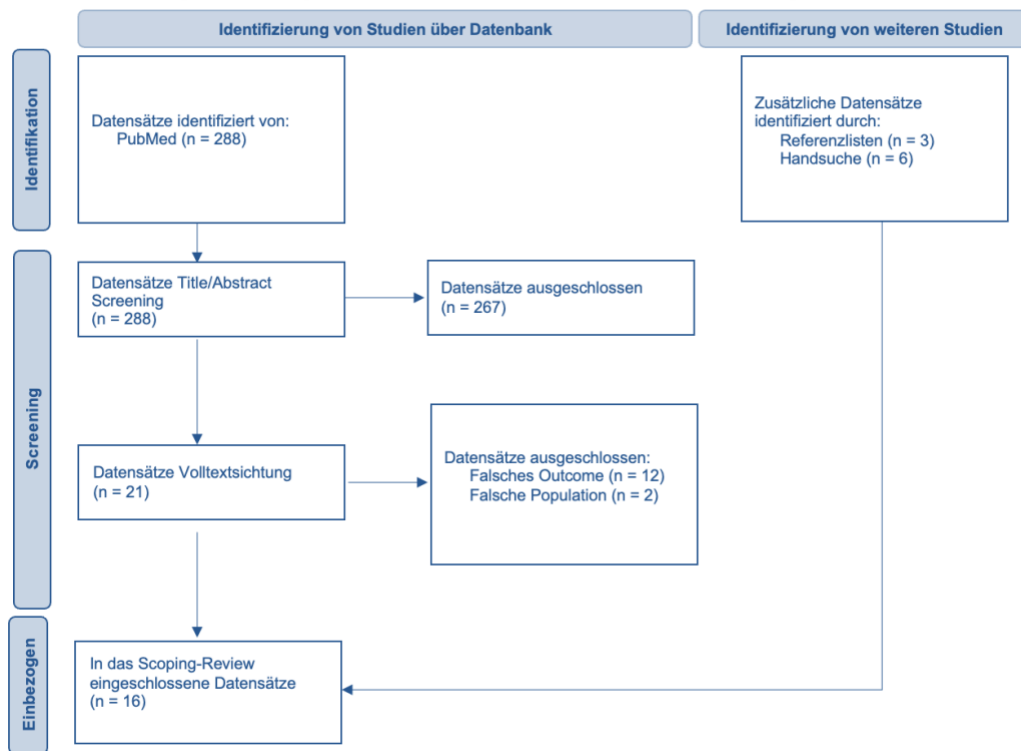 Identifizierung von Studien über Datenbank
Identifizierung von weiteren Studien
Identifikation
Datensätze identifiziert von:
PubMed (n = 288)
Zusätzliche Datensätze
identifiziert durch:
Referenzlisten (n = 3)
Handsuche (n = 6)
Screening
Datensätze Title/Abstract
Screening
(n = 288)
Datensätze ausgeschlossen
(n = 267)
Datensätze Volltextsichtung
(n = 21)
Datensätze ausgeschlossen:
Falsches Outcome (n = 12)
Falsche Population (n = 2)
Einbezogen
In das Scoping-Review
eingeschlossene Datensätze
(n = 16)